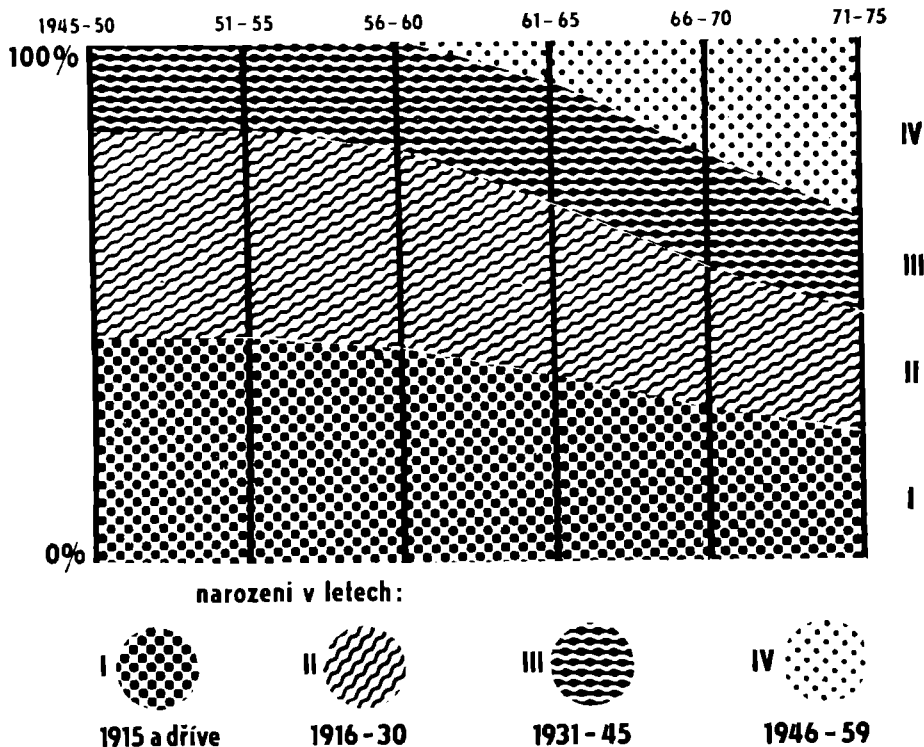 1945-50 51-55 56-60 61-65 66-70 71-75
100%
IV
III
II
I
0%
narozeni v letech:
I II III IV
1915 a dříve 1916-30 1931-45 1946-59